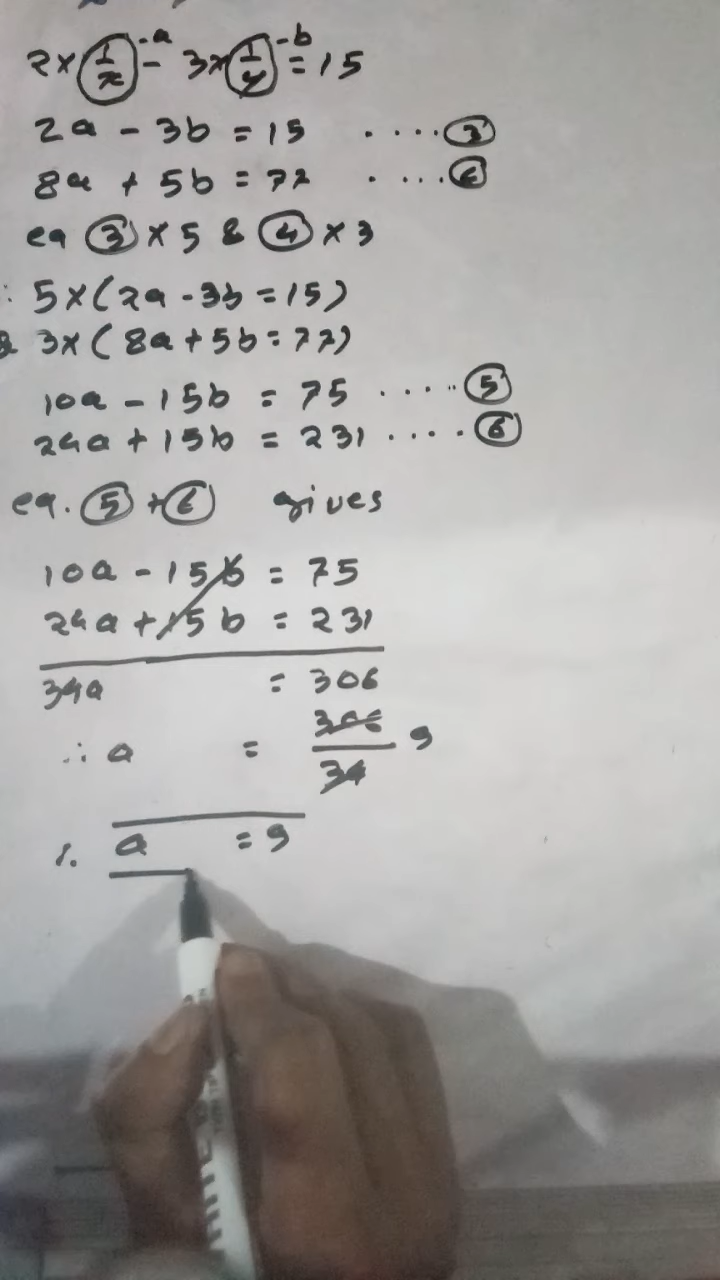 2×(1/x)-a - 3×(1/y)-b = 15
2a - 3b = 15 .....③
8a + 5b = 77 .....④
eq ③ × 5 & ④ × 3
: 5×(2a - 3b = 15)
& 3×(8a + 5b = 77)
10a - 15b = 75 ......⑤
24a + 15b = 231 .....⑥
eq. ⑤ + ⑥ gives
10a - 15b = 75
24a + 15b = 231
34a = 306
∴ a = 306/34 9
∴ a = 9